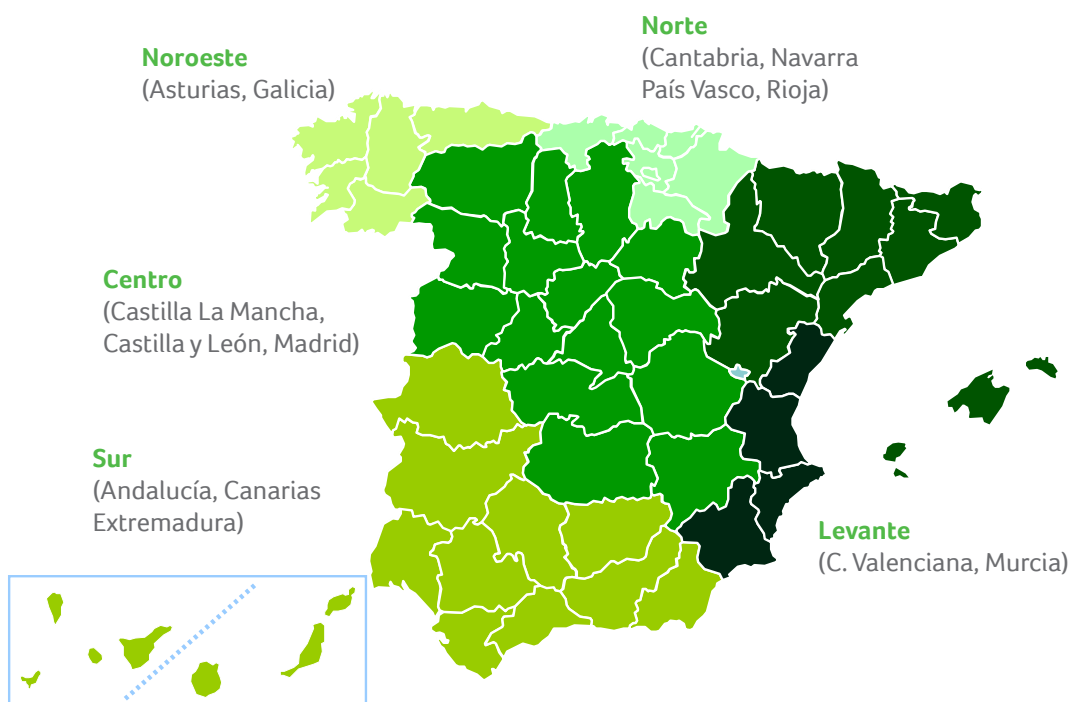 Norte
(Cantabria, Navarra
País Vasco, Rioja)
Noroeste
(Asturias, Galicia)
Centro
(Castilla La Mancha,
Castilla y León, Madrid)
Sur
(Andalucía, Canarias
Extremadura)
Levante
(C. Valenciana, Murcia)